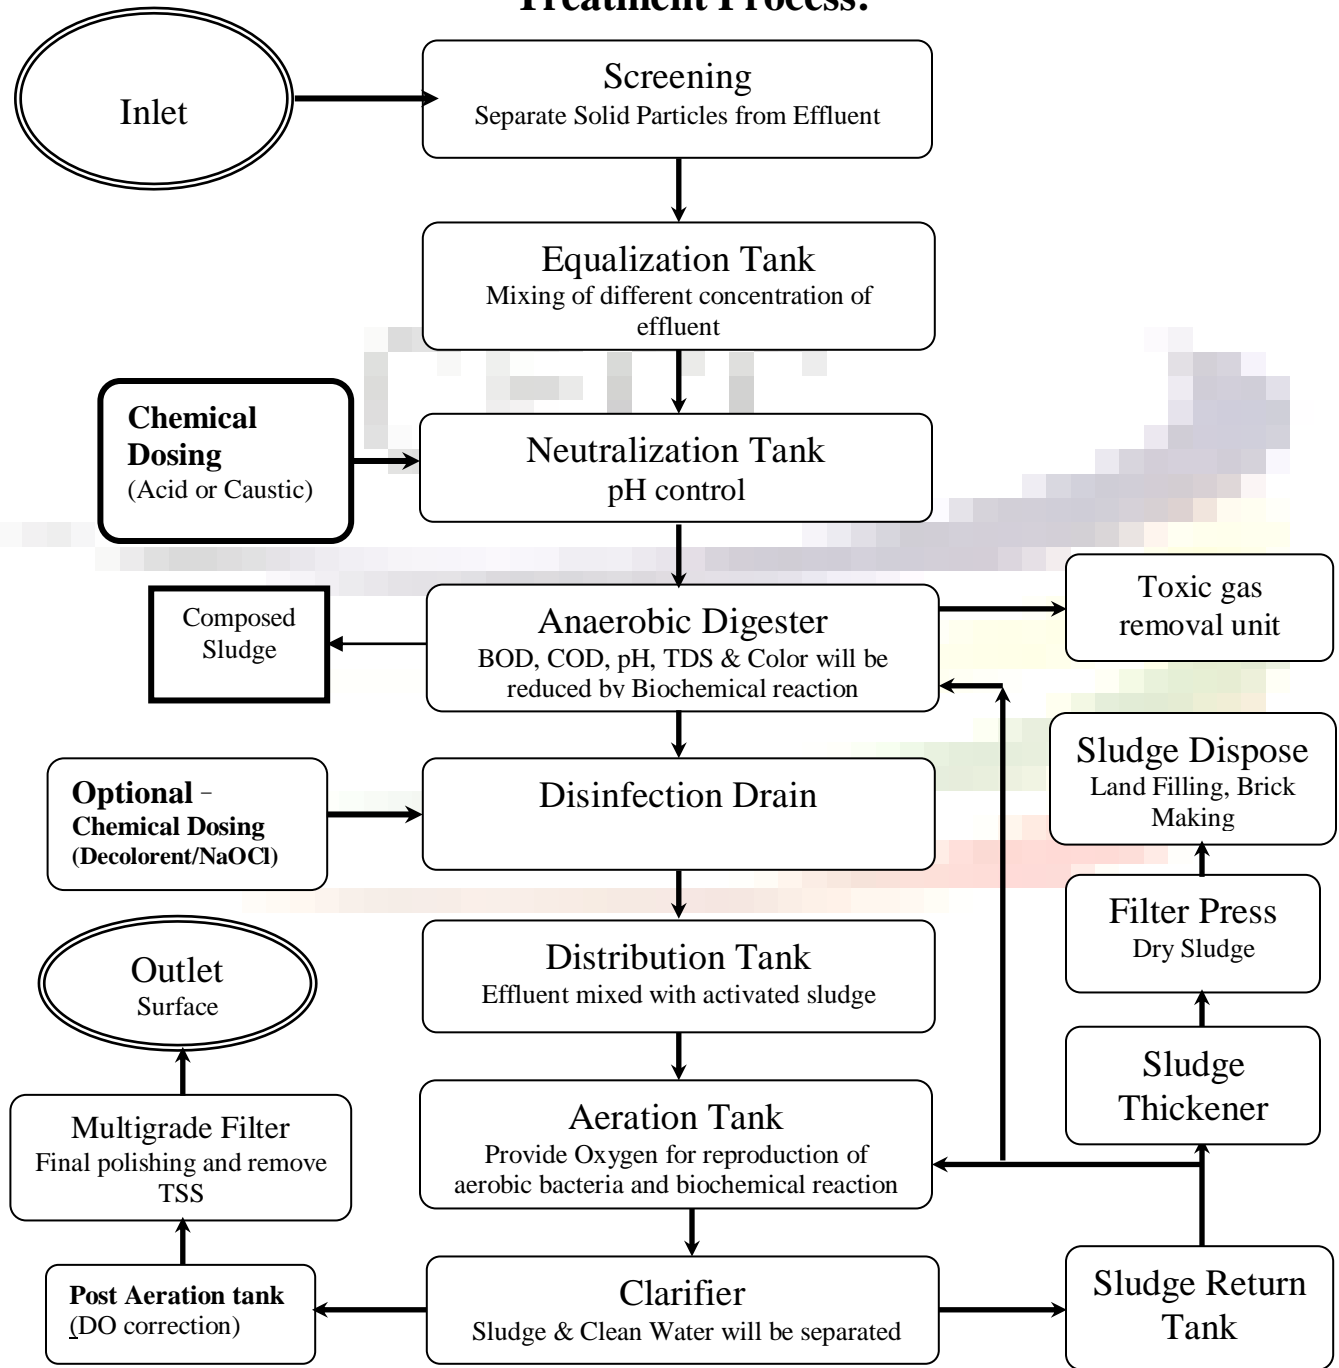 Treatment Process:
Inlet
Screening
Separate Solid Particles from Effluent
Equalization Tank
Mixing of different concentration of
effluent
Chemical
Dosing
(Acid or Caustic)
Neutralization Tank
pH control
Composed
Sludge
Anaerobic Digester
BOD, COD, pH, TDS & Color will be
reduced by Biochemical reaction
Toxic gas
removal unit
Optional –
Chemical Dosing
(Decolorent/NaOCl)
Disinfection Drain
Sludge Dispose
Land Filling, Brick
Making
Outlet
Surface
Distribution Tank
Effluent mixed with activated sludge
Filter Press
Dry Sludge
Multigrade Filter
Final polishing and remove
TSS
Aeration Tank
Provide Oxygen for reproduction of
aerobic bacteria and biochemical reaction
Sludge
Thickener
Post Aeration tank
(DO correction)
Clarifier
Sludge & Clean Water will be separated
Sludge Return
Tank